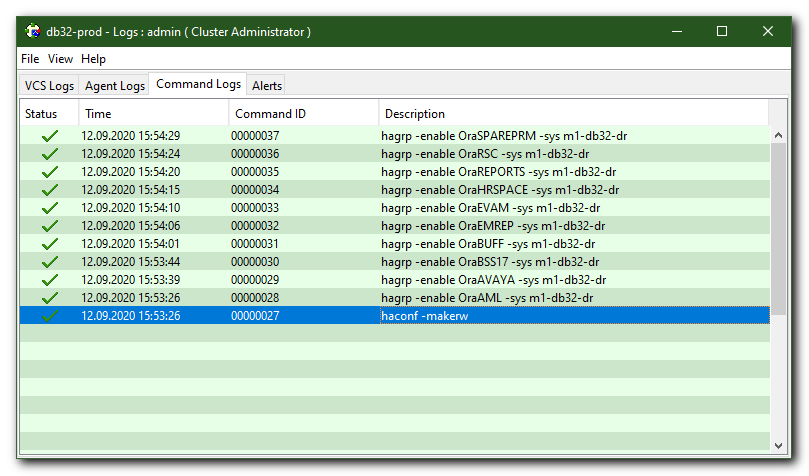 db32-prod - Logs : admin ( Cluster Administrator )
File View Help
VCS Logs Agent Logs Command Logs Alerts
Status Time Command ID Description
12.09.2020 15:54:29 00000037 hagrp -enable OraSPAREPRM -sys m1-db32-dr
12.09.2020 15:54:24 00000036 hagrp -enable OraRSC -sys m1-db32-dr
12.09.2020 15:54:20 00000035 hagrp -enable OraREPORTS -sys m1-db32-dr
12.09.2020 15:54:15 00000034 hagrp -enable OraHRSPACE -sys m1-db32-dr
12.09.2020 15:54:10 00000033 hagrp -enable OraEVAM -sys m1-db32-dr
12.09.2020 15:54:06 00000032 hagrp -enable OraEMREP -sys m1-db32-dr
12.09.2020 15:54:01 00000031 hagrp -enable OraBUFF -sys m1-db32-dr
12.09.2020 15:53:44 00000030 hagrp -enable OraBSS17 -sys m1-db32-dr
12.09.2020 15:53:39 00000029 hagrp -enable OraAVAYA -sys m1-db32-dr
12.09.2020 15:53:26 00000028 hagrp -enable OraAML -sys m1-db32-dr
12.09.2020 15:53:26 00000027 haconf -makerw